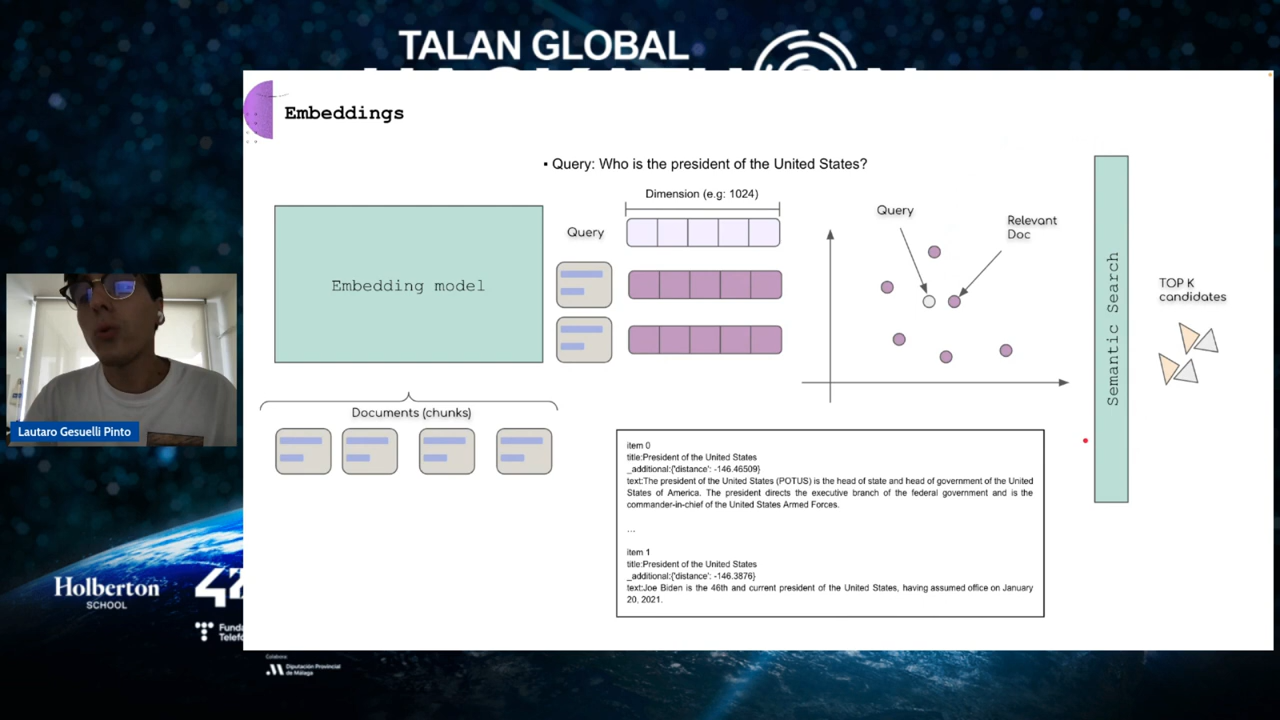 TALAN GLOBAL
Embeddings
▪ Query: Who is the president of the United States?
Dimension (e.g: 1024)
Query
Embedding model
Documents (chunks)
Query
Relevant
Doc
Semantic Search
TOP K
candidates
item 0
title:President of the United States
_additional:{'distance': -146.46509}
text:The president of the United States (POTUS) is the head of state and head of government of the United
States of America. The president directs the executive branch of the federal government and is the
commander-in-chief of the United States Armed Forces.
...
item 1
title:President of the United States
_additional:{'distance': -146.3876}
text:Joe Biden is the 46th and current president of the United States, having assumed office on January
20, 2021.
Lautaro Gesuelli Pinto
Holberton
SCHOOL
42
Colabora
Diputación Provincial
de Málaga